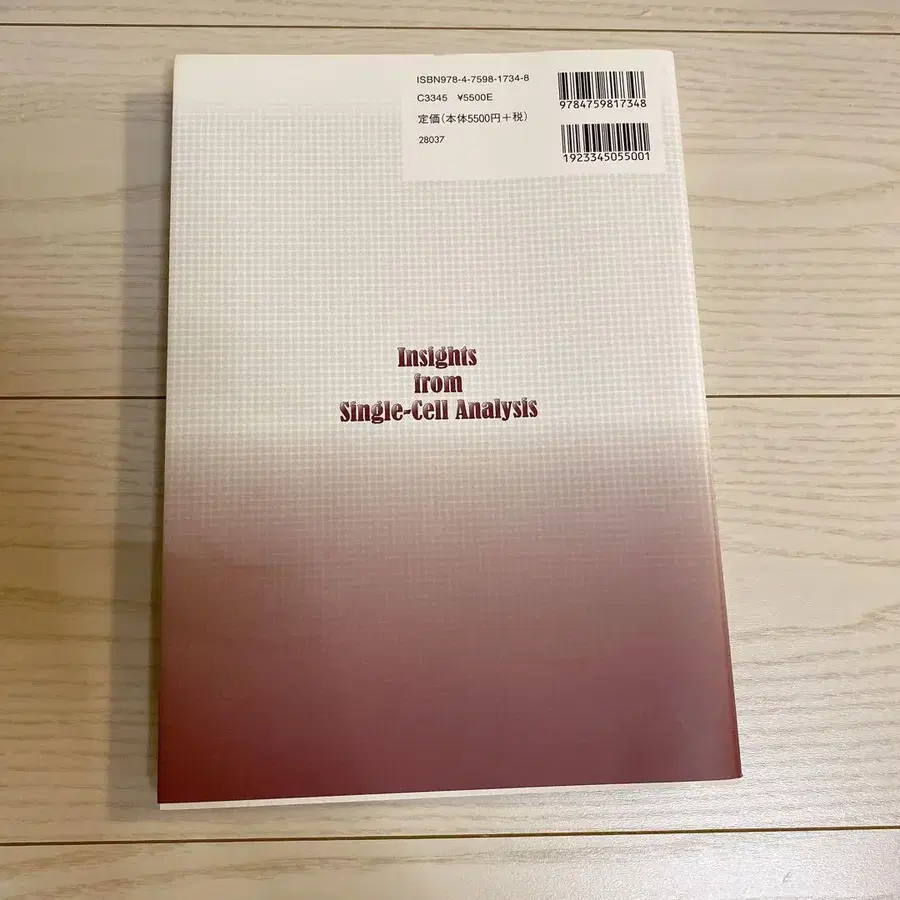 ISBN978-4-7598-1734-8
C3345 ¥5500E
定価(本体5500円+税)
28037
9784759817348
1923345055001
Insights
from
Single-Cell Analysis